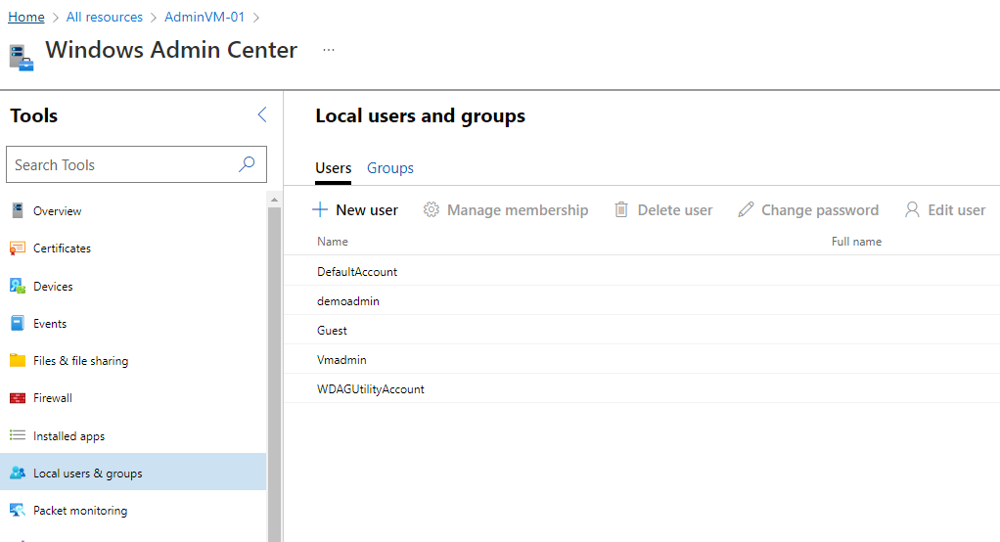 Home > All resources > AdminVM-01 >
Windows Admin Center ...
Tools
Search Tools
Overview
Certificates
Devices
Events
Files & file sharing
Firewall
Installed apps
Local users & groups
Packet monitoring
Local users and groups
Users Groups
New user Manage membership Delete user Change password Edit user
Name Full name
DefaultAccount
demoadmin
Guest
Vmadmin
WDAGUtilityAccount